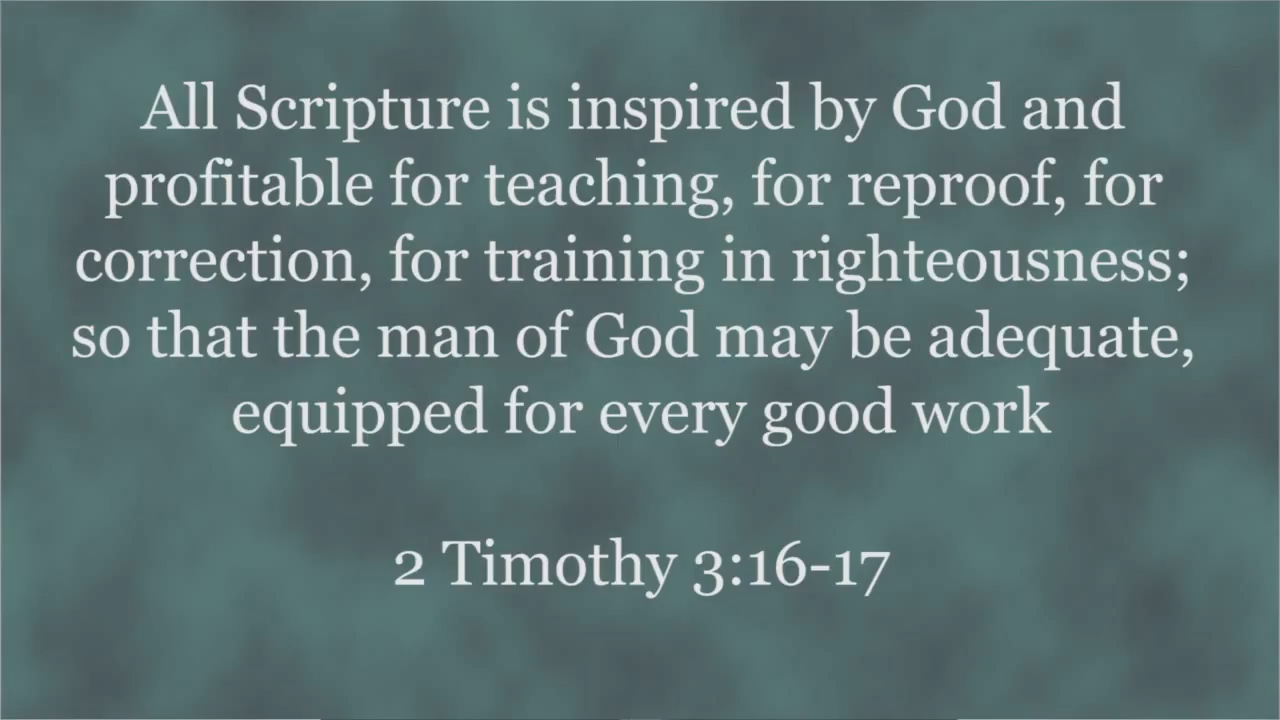 All Scripture is inspired by God and
profitable for teaching, for reproof, for
correction, for training in righteousness;
so that the man of God may be adequate,
equipped for every good work
2 Timothy 3:16-17